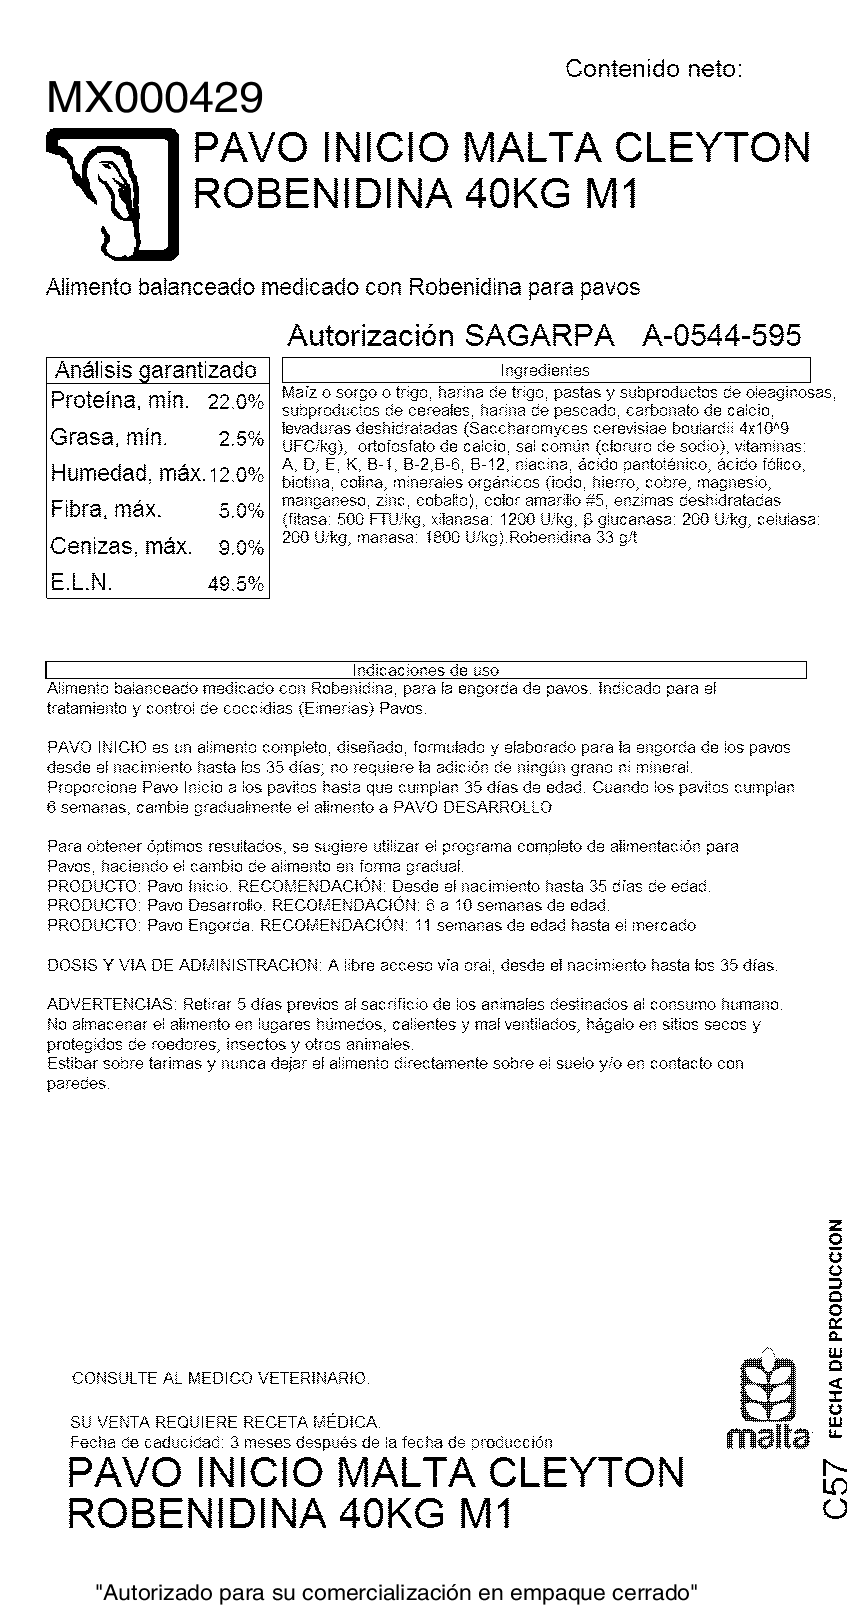 Contenido neto:
MX000429
PAVO INICIO MALTA CLEYTON
ROBENIDINA 40KG M1
Alimento balanceado medicado con Robenidina para pavos
Autorización SAGARPA A-0544-595
Análisis garantizado
Proteína, mín. 22.0%
Grasa, mín. 2.5%
Humedad, máx. 12.0%
Fibra, máx. 5.0%
Cenizas, máx. 9.0%
E.L.N. 49.5%
Ingredientes
Maíz o sorgo o trigo, harina de trigo, pastas y subproductos de oleaginosas,
subproductos de cereales, harina de pescado, carbonato de calcio,
levaduras deshidratadas (Saccharomyces cerevisiae boulardii 4x10^9
UFC/kg), ortofosfato de calcio, sal común (cloruro de sodio), vitaminas:
A, D, E, K, B-1, B-2,B-6, B-12, niacina, ácido pantoténico, ácido fólico,
biotina, colina, minerales orgánicos (iodo, hierro, cobre, magnesio,
manganeso, zinc, cobalto), color amarillo #5, enzimas deshidratadas
(fitasa: 500 FTU/kg, xilanasa: 1200 U/kg, β glucanasa: 200 U/kg, celulasa:
200 U/kg, manasa: 1800 U/kg).Robenidina 33 g/t
Indicaciones de uso
Alimento balanceado medicado con Robenidina, para la engorda de pavos. Indicado para el
tratamiento y control de coccidias (Eimerias) Pavos.
PAVO INICIO es un alimento completo, diseñado, formulado y elaborado para la engorda de los pavos
desde el nacimiento hasta los 35 días; no requiere la adición de ningún grano ni mineral.
Proporcione Pavo Inicio a los pavitos hasta que cumplan 35 días de edad. Cuando los pavitos cumplan
6 semanas, cambie gradualmente el alimento a PAVO DESARROLLO
Para obtener óptimos resultados, se sugiere utilizar el programa completo de alimentación para
Pavos, haciendo el cambio de alimento en forma gradual.
PRODUCTO: Pavo Inicio. RECOMENDACIÓN: Desde el nacimiento hasta 35 días de edad.
PRODUCTO: Pavo Desarrollo. RECOMENDACIÓN: 6 a 10 semanas de edad.
PRODUCTO: Pavo Engorda. RECOMENDACIÓN: 11 semanas de edad hasta el mercado
DOSIS Y VIA DE ADMINISTRACION: A libre acceso vía oral, desde el nacimiento hasta los 35 días.
ADVERTENCIAS: Retirar 5 días previos al sacrificio de los animales destinados al consumo humano.
No almacenar el alimento en lugares húmedos, calientes y mal ventilados, hágalo en sitios secos y
protegidos de roedores, insectos y otros animales.
Estibar sobre tarimas y nunca dejar el alimento directamente sobre el suelo y/o en contacto con
paredes.
FECHA DE PRODUCCION
C57
CONSULTE AL MEDICO VETERINARIO.
malta
SU VENTA REQUIERE RECETA MÉDICA.
Fecha de caducidad: 3 meses después de la fecha de producción
PAVO INICIO MALTA CLEYTON
ROBENIDINA 40KG M1
"Autorizado para su comercialización en empaque cerrado"